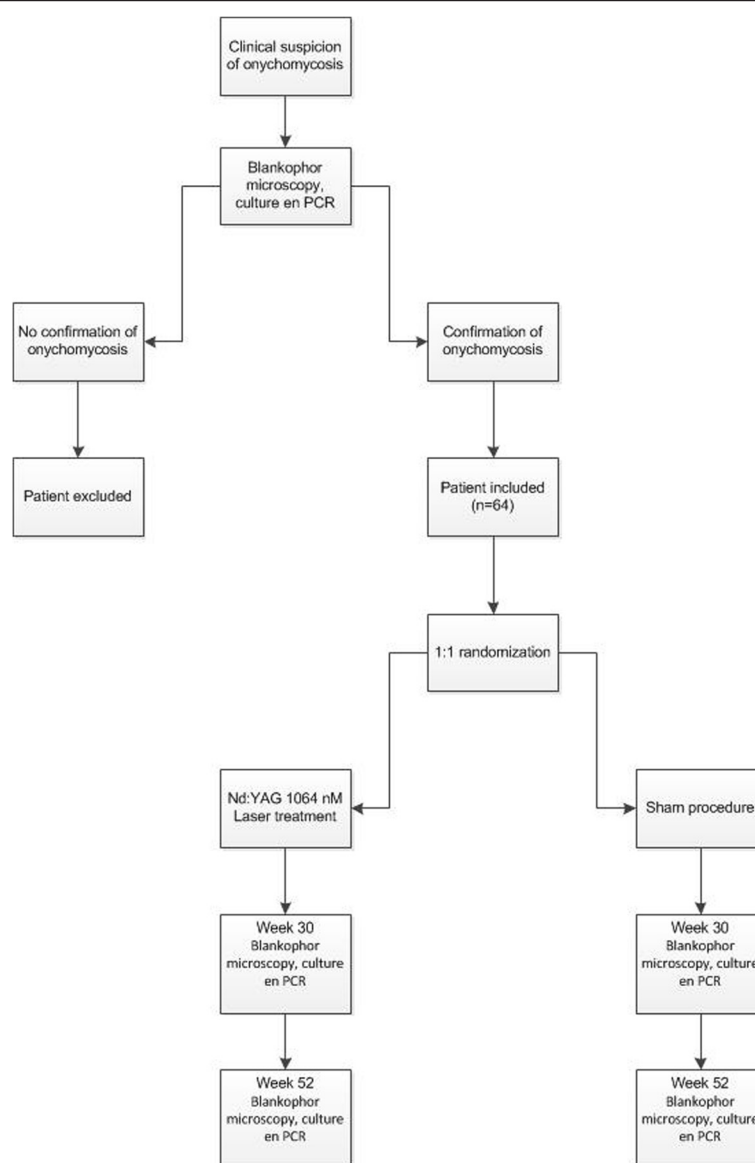 Clinical suspicion
of onychomycosis
Blankophor
microscopy,
culture en PCR
No confirmation of
onychomycosis
Confirmation of
onychomycosis
Patient excluded
Patient included
(n=64)
1:1 randomization
Nd:YAG 1064 nM
Laser treatment
Sham procedure
Week 30
Blankophor
microscopy, culture
en PCR
Week 30
Blankophor
microscopy, culture
en PCR
Week 52
Blankophor
microscopy, culture
en PCR
Week 52
Blankophor
microscopy, culture
en PCR